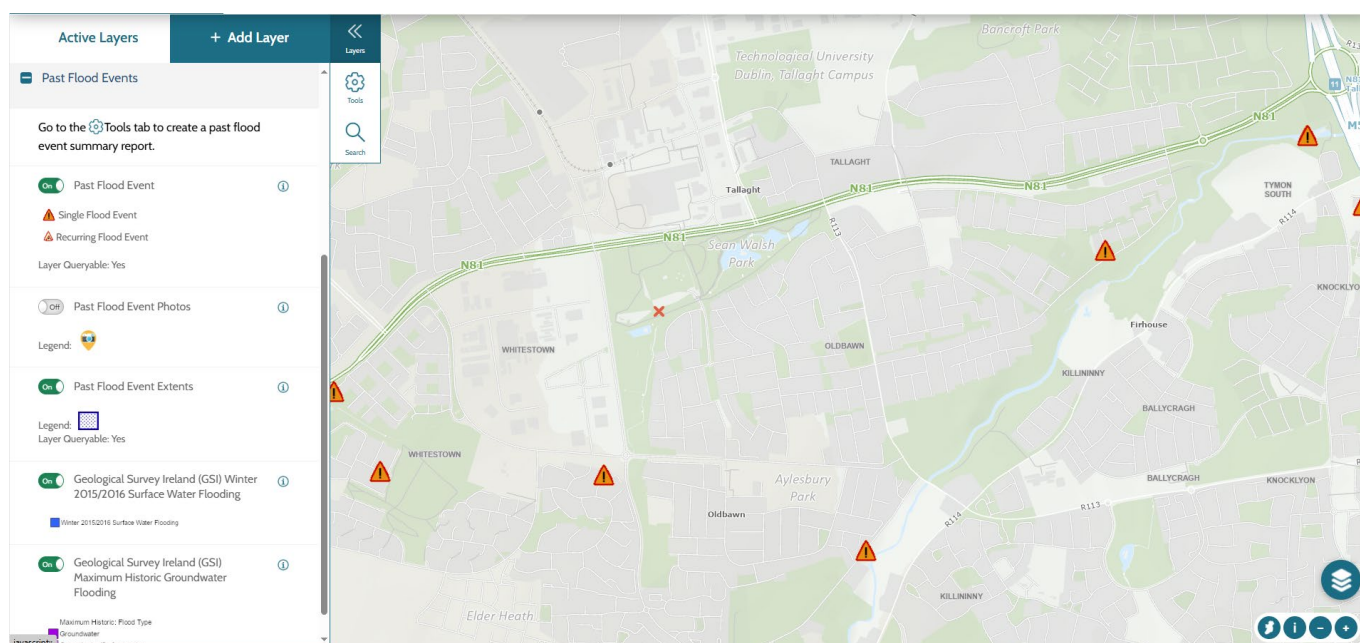 Active Layers
+ Add Layer
Layers
Past Flood Events
Go to the Tools tab to create a past flood
event summary report.
Tools
Search
On
Past Flood Event
Single Flood Event
Recurring Flood Event
Layer Queryable: Yes
Off
Past Flood Event Photos
Legend:
On
Past Flood Event Extents
Legend:
Layer Queryable: Yes
On
Geological Survey Ireland (GSI) Winter
2015/2016 Surface Water Flooding
Winter 2015/2016 Surface Water Flooding
On
Geological Survey Ireland (GSI)
Maximum Historic Groundwater
Flooding
Maximum Historic: Flood Type
Groundwater
Bancroft Park
Technological University
Dublin, Tallaght Campus
11
N81
N81
TALLAGHT
Tallaght
N81
N81
TYMON
SOUTH
R114
R113
N81
Sean Walsh
Park
N81
KNOCKLYO
Firhouse
WHITESTOWN
OLDBAWN
KILLININNY
BALLYCRAGH
WHITESTOWN
Aylesbury
Park
BALLYCRAGH
KNOCKLYON
Oldbawn
R113
R114
KILLININNY
Elder Heath